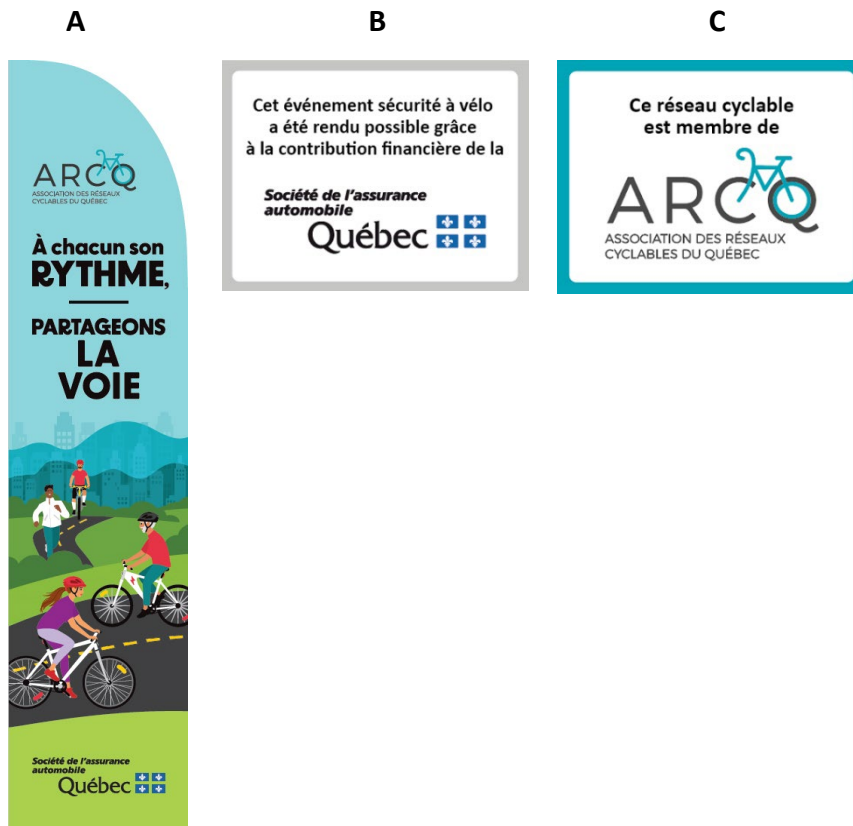 A
B
C
ARCQ
ASSOCIATION DES RÉSEAUX
CYCLABLES DU QUÉBEC
À chacun son
RYTHME,
PARTAGEONS
LA
VOIE
Société de l'assurance
automobile
Québec
Cet événement sécurité à vélo
a été rendu possible grâce
à la contribution financière de la
Société de l'assurance
automobile
Québec
Ce réseau cyclable
est membre de
ARCQ
ASSOCIATION DES RÉSEAUX
CYCLABLES DU QUÉBEC